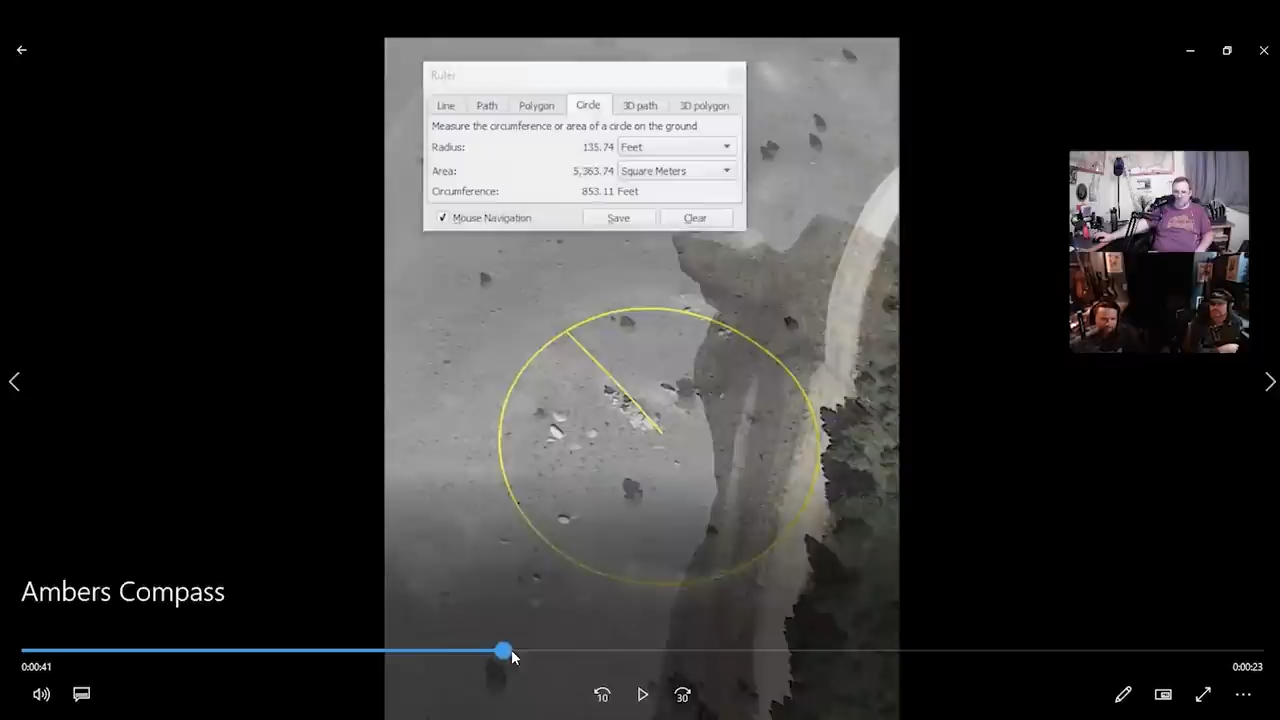 Ruler
Line Path Polygon Circle 3D path 3D polygon
Measure the circumference or area of a circle on the ground
Radius: 135.74 Feet
Area: 5,363.74 Square Meters
Circumference: 853.11 Feet
Mouse Navigation Save Clear
Ambers Compass
0:00:41 0:00:23
10 30